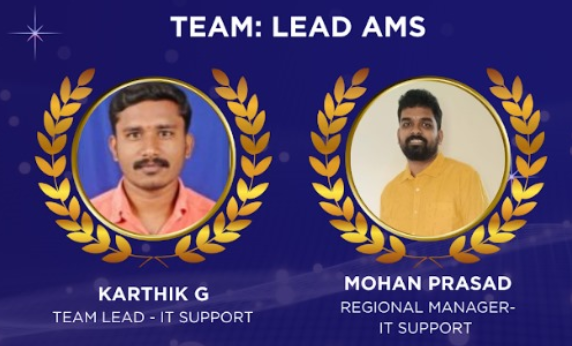 TEAM: LEAD AMS
KARTHIK G
TEAM LEAD - IT SUPPORT
MOHAN PRASAD
REGIONAL MANAGER-
IT SUPPORT